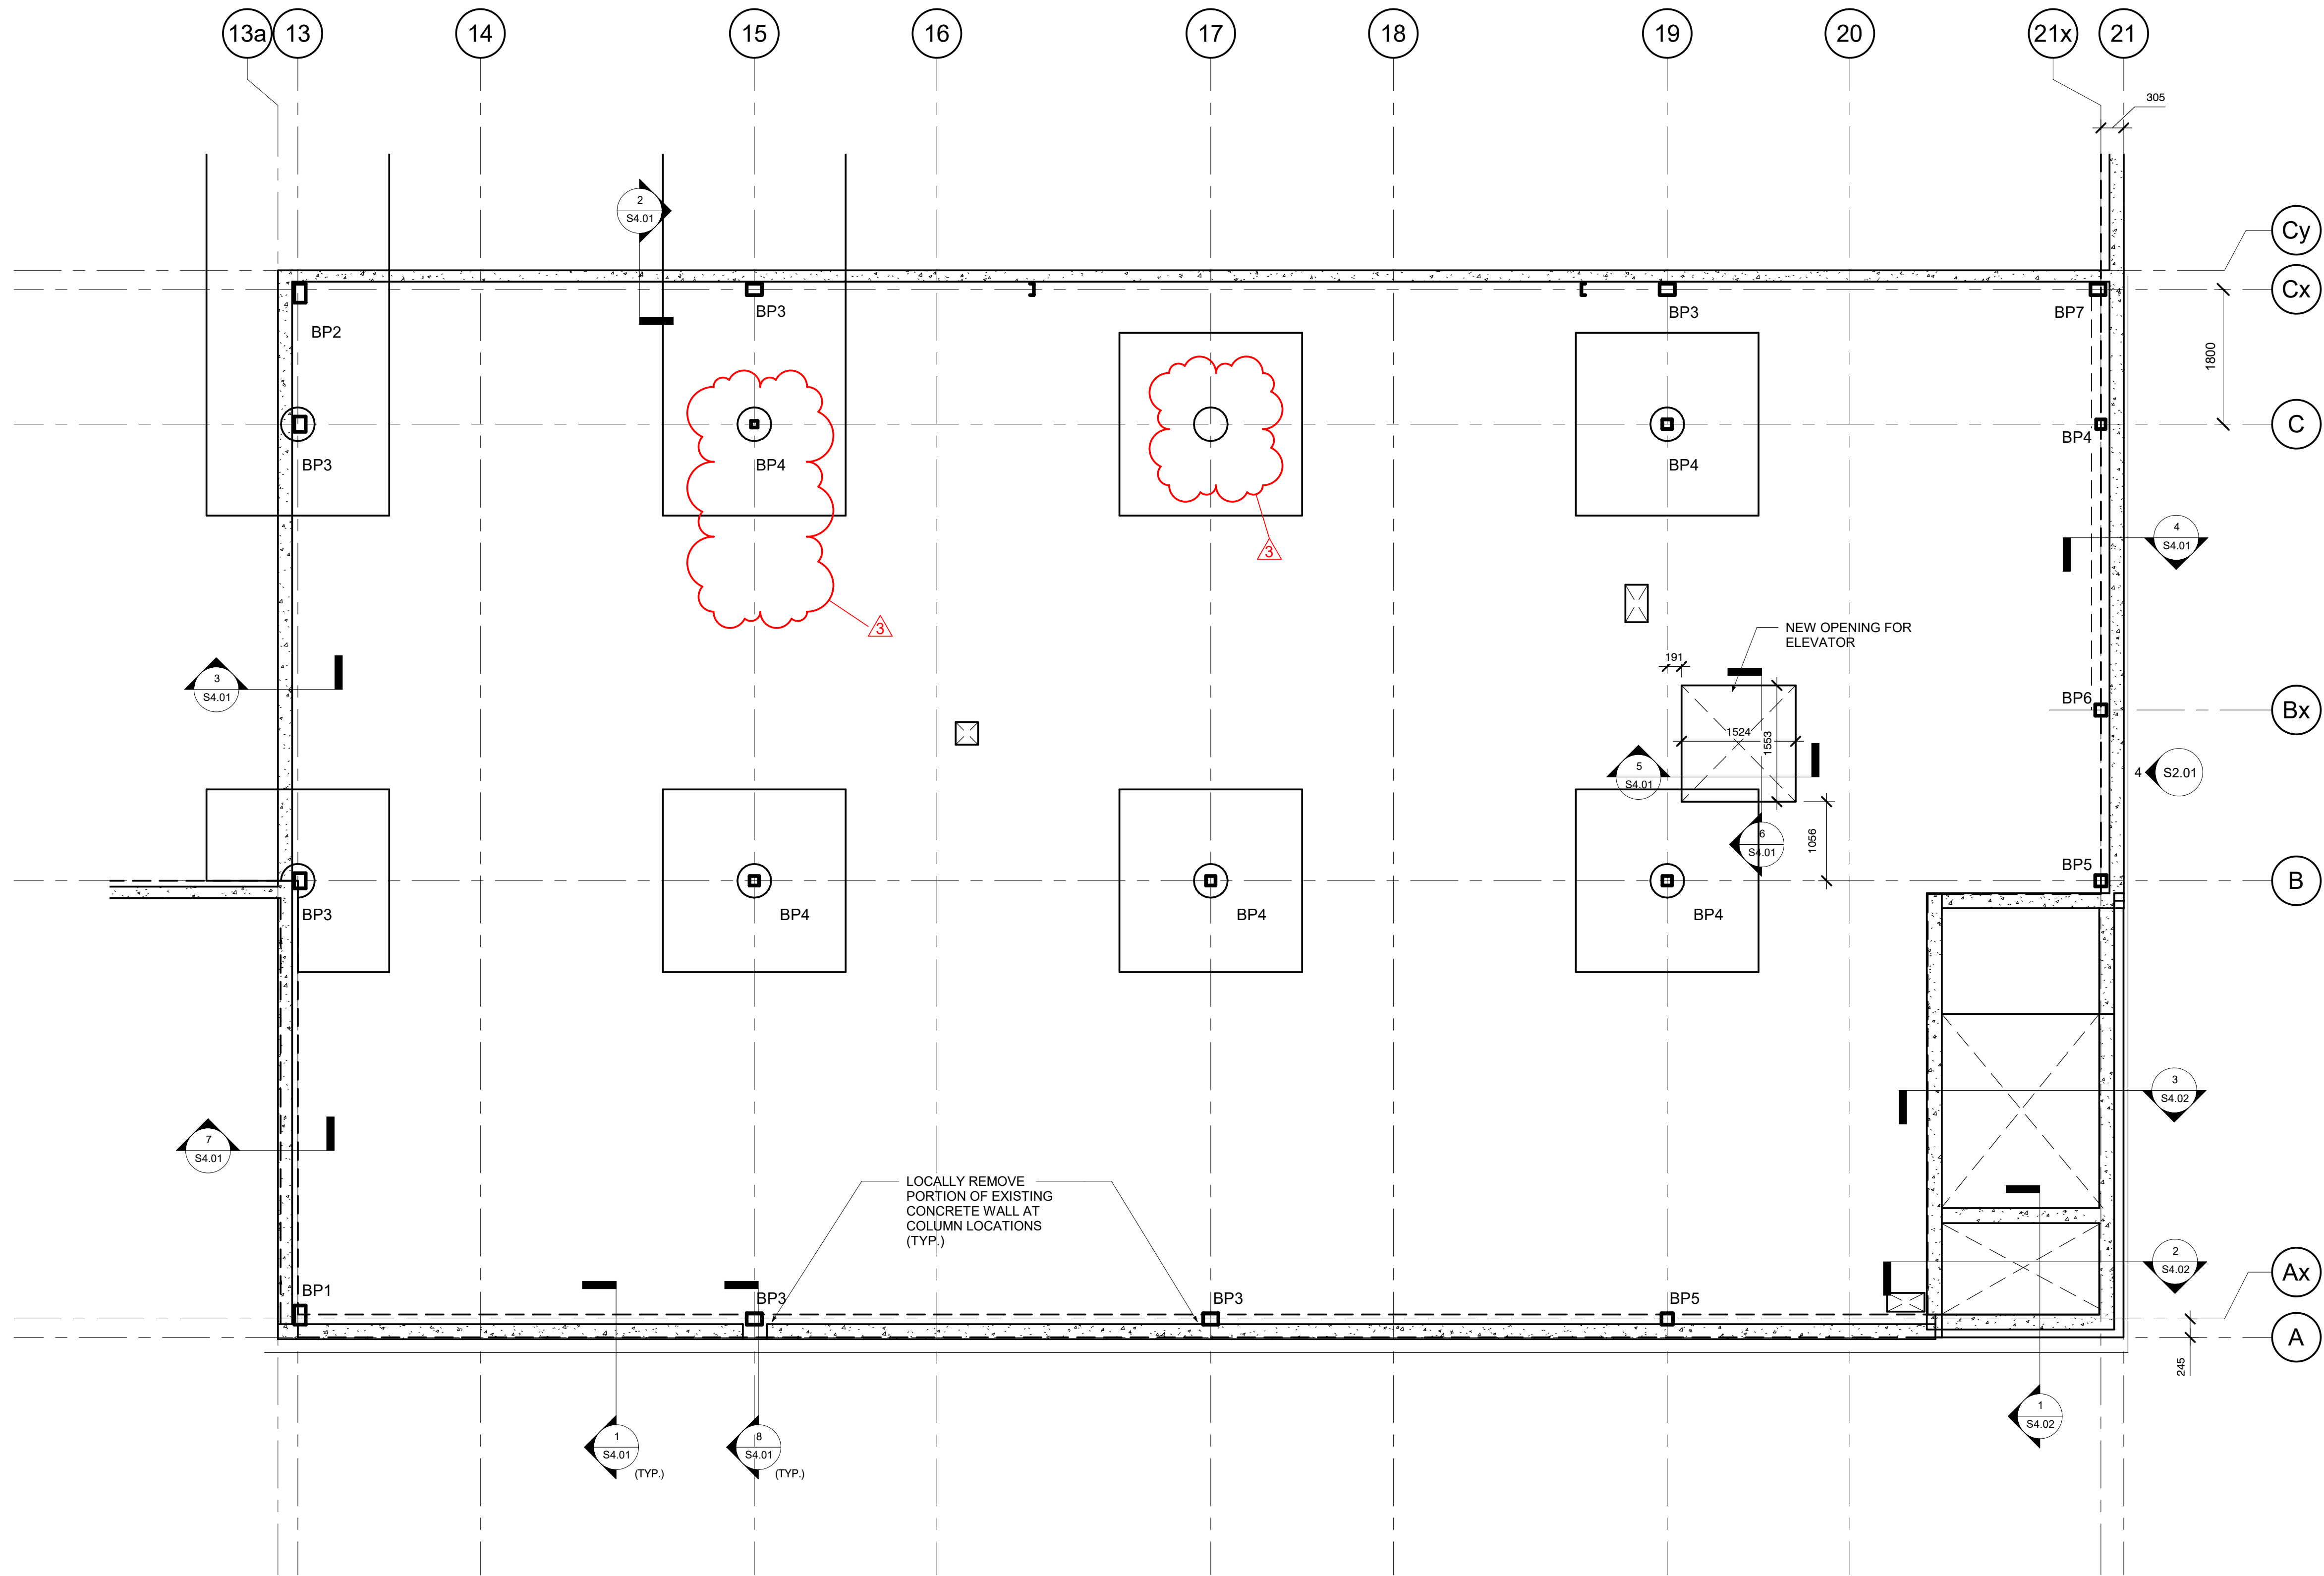 13a
13
14
15
16
17
18
19
20
21x
21
305
2
S4.01
Cy
Cx
BP2
BP3
BP3
BP7
1800
C
BP3
BP4
BP4
BP4
3
3
4
S4.01
NEW OPENING FOR
ELEVATOR
191
3
S4.01
BP6
Bx
1524
1553
5
S4.01
4
S2.01
6
S4.01
1056
BP5
B
BP3
BP4
BP4
BP4
3
S4.02
7
S4.01
LOCALLY REMOVE
PORTION OF EXISTING
CONCRETE WALL AT
COLUMN LOCATIONS
(TYP.)
2
S4.02
Ax
BP1
BP3
BP3
BP5
A
245
1
S4.01
(TYP.)
8
S4.01
(TYP.)
1
S4.02